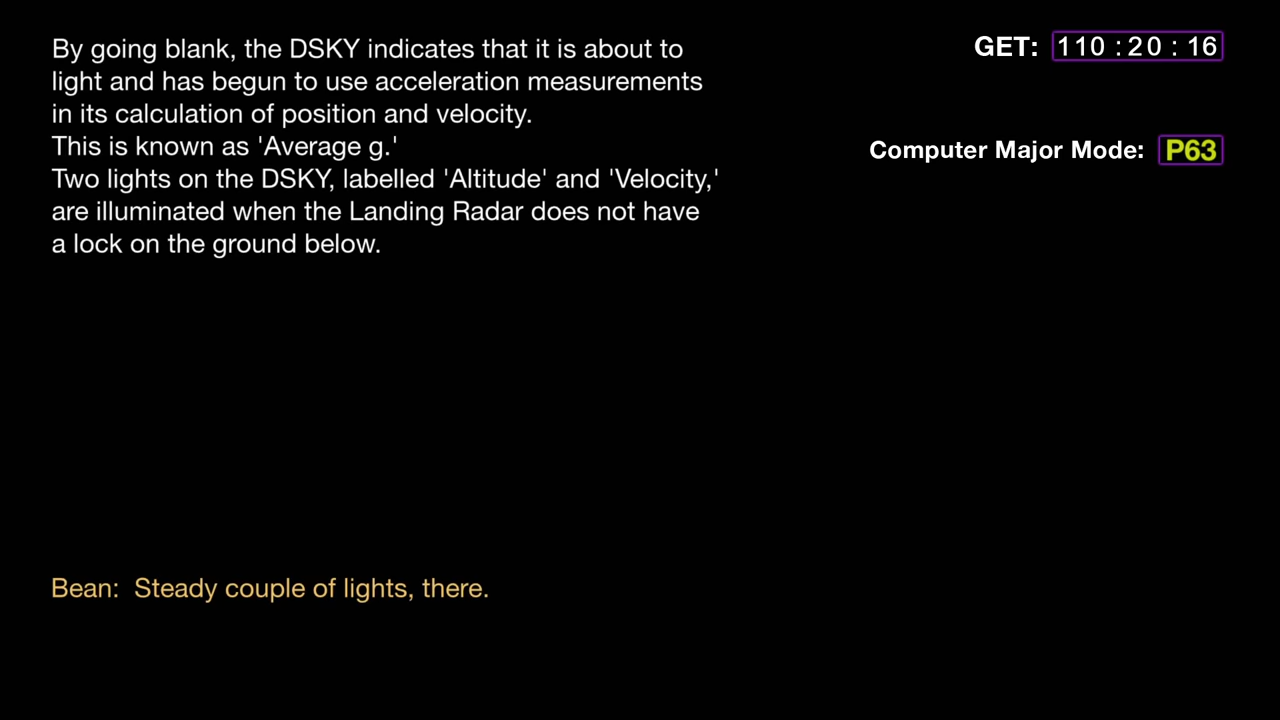 By going blank, the DSKY indicates that it is about to
light and has begun to use acceleration measurements
in its calculation of position and velocity.
This is known as 'Average g.'
Two lights on the DSKY, labelled 'Altitude' and 'Velocity,'
are illuminated when the Landing Radar does not have
a lock on the ground below.
GET: 110:20:16
Computer Major Mode: P63
Bean: Steady couple of lights, there.